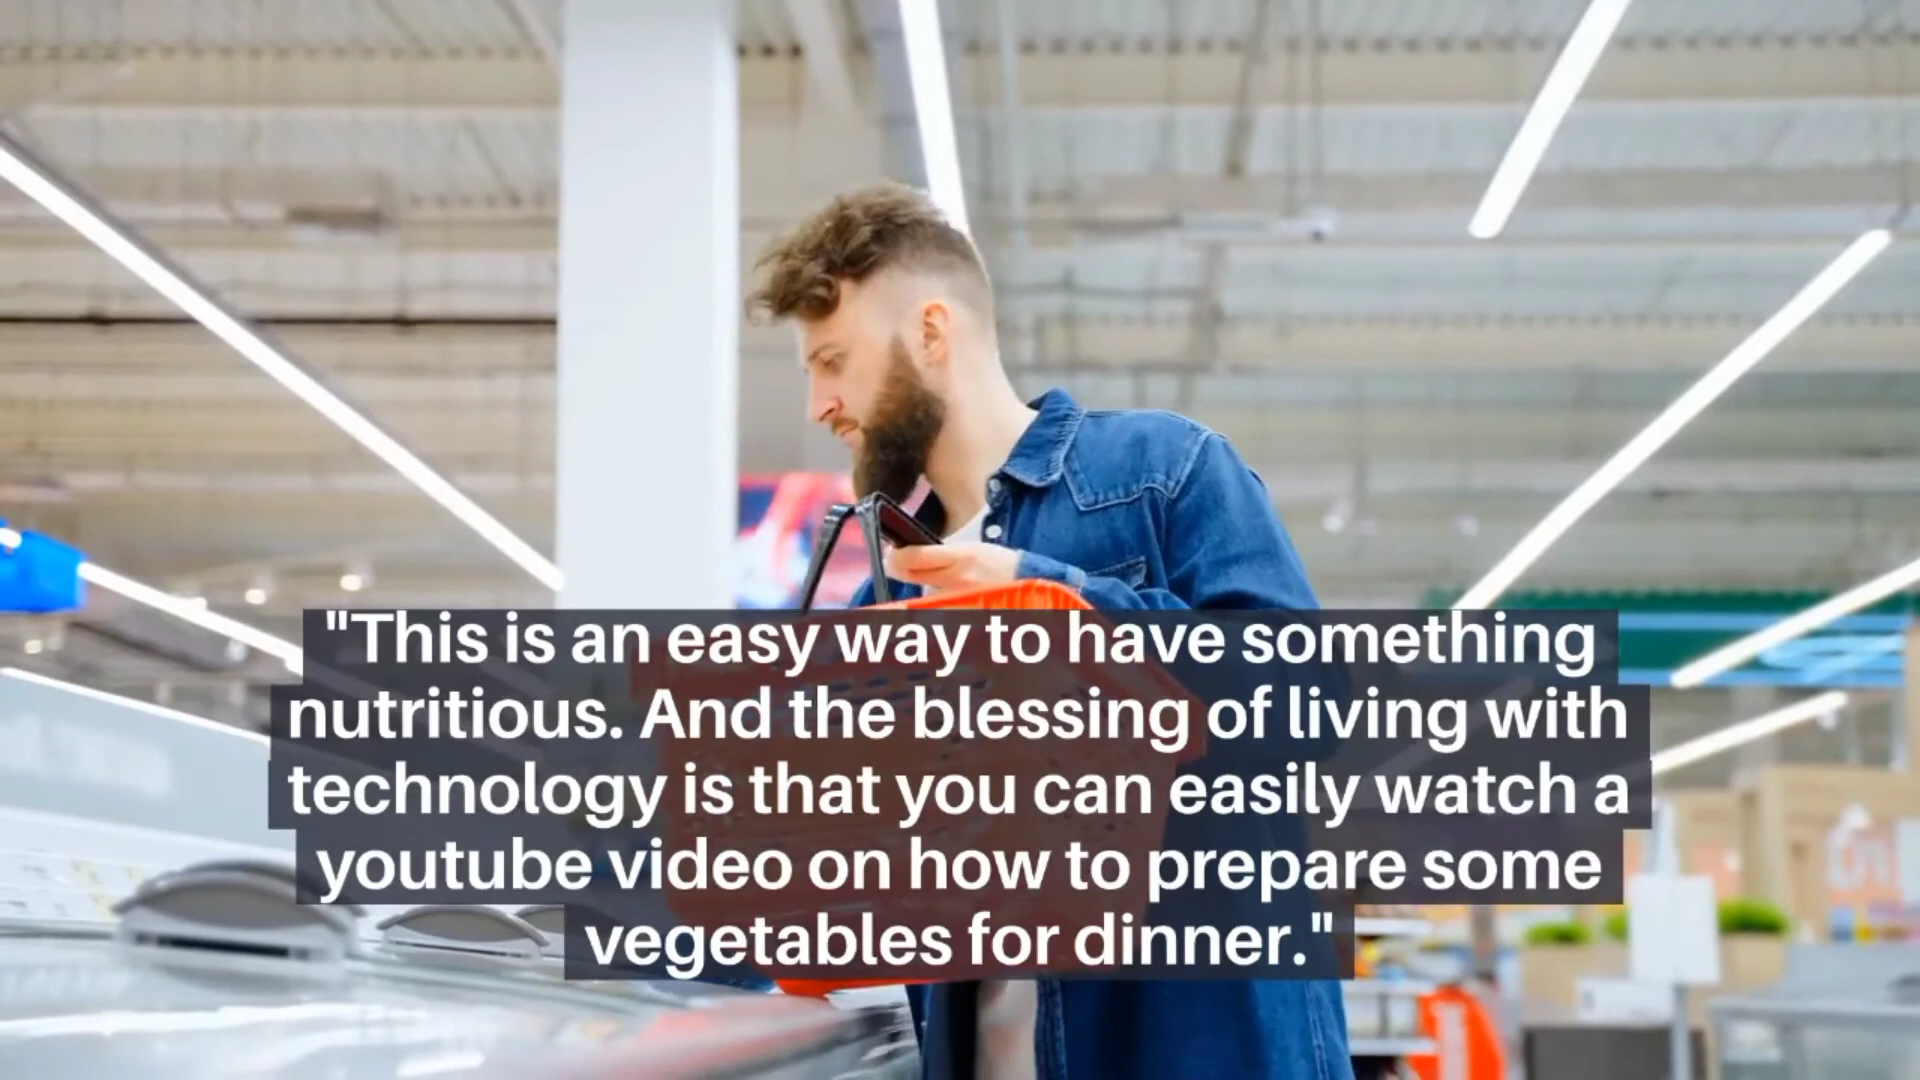 "This is an easy way to have something
nutritious. And the blessing of living with
technology is that you can easily watch a
youtube video on how to prepare some
vegetables for dinner."